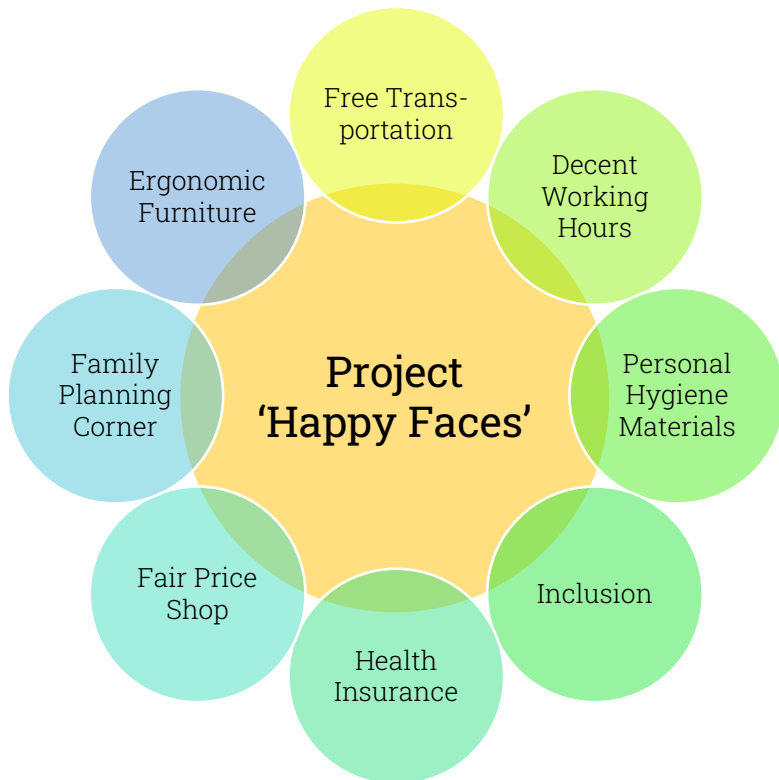 Free Trans-
portation
Decent
Working
Hours
Personal
Hygiene
Materials
Inclusion
Health
Insurance
Fair Price
Shop
Family
Planning
Corner
Ergonomic
Furniture
Project
‘Happy Faces’